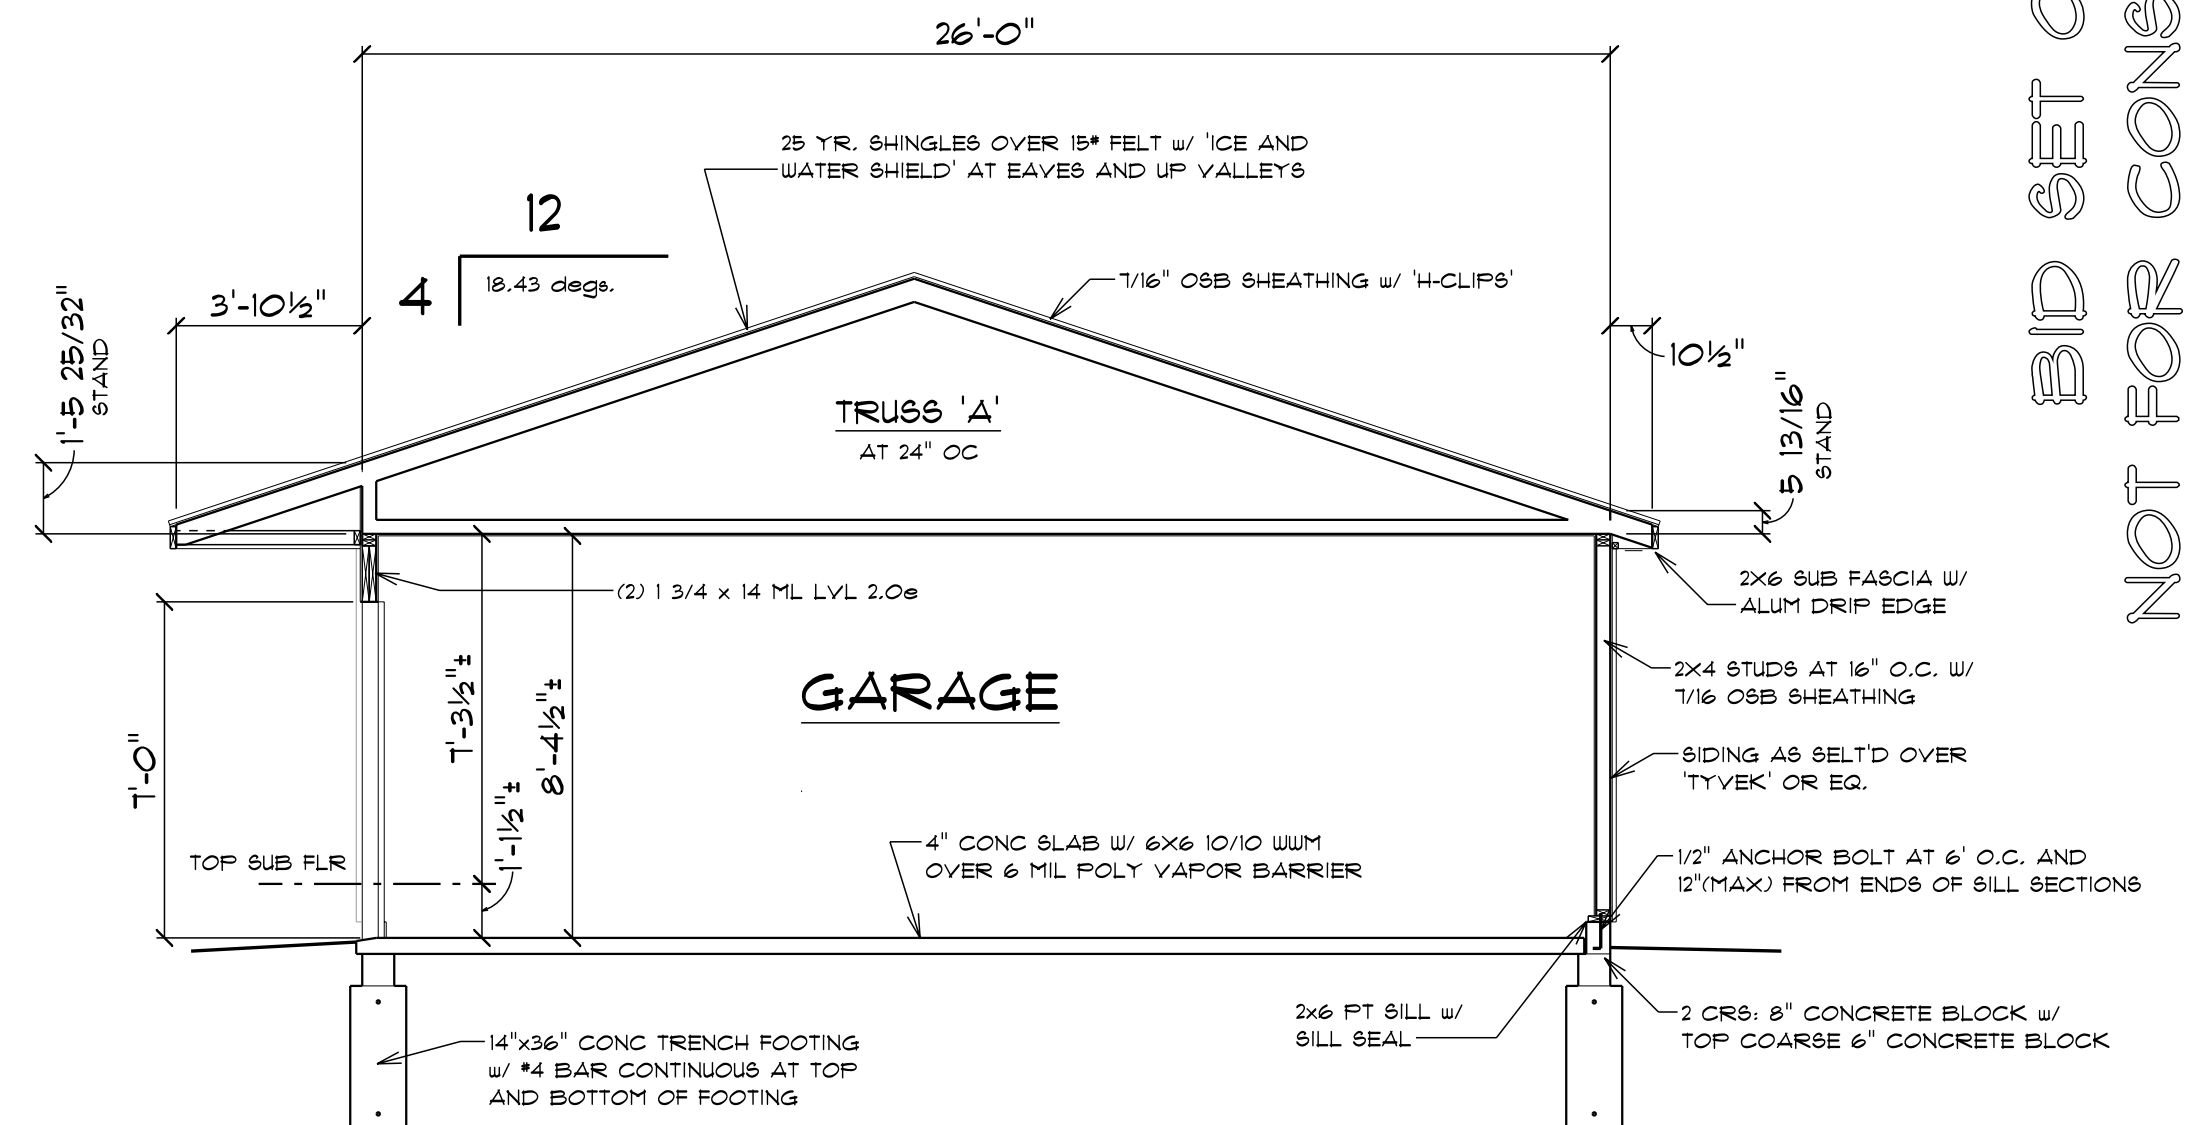 26'-0"
25 YR. SHINGLES OVER 15# FELT w/ 'ICE AND
WATER SHIELD' AT EAVES AND UP VALLEYS
12
4
18.43 degs.
7/16" OSB SHEATHING w/ 'H-CLIPS'
3'-10½"
1'-5 25/32"
STAND
10½"
5 13/16"
STAND
TRUSS 'A'
AT 24" OC
(2) 1 3/4 x 14 ML LVL 2.0e
2X6 SUB FASCIA W/
ALUM DRIP EDGE
GARAGE
2X4 STUDS AT 16" O.C. W/
7/16 OSB SHEATHING
7'-0"
7'-3½"±
1'-1½"±
8'-4½"±
SIDING AS SELT'D OVER
'TYVEK' OR EQ.
TOP SUB FLR
4" CONC SLAB W/ 6X6 10/10 WWM
OVER 6 MIL POLY VAPOR BARRIER
1/2" ANCHOR BOLT AT 6' O.C. AND
12"(MAX) FROM ENDS OF SILL SECTIONS
2x6 PT SILL w/
SILL SEAL
2 CRS: 8" CONCRETE BLOCK w/
TOP COARSE 6" CONCRETE BLOCK
14"x36" CONC TRENCH FOOTING
w/ #4 BAR CONTINUOUS AT TOP
AND BOTTOM OF FOOTING
BID SET
NOT FOR CONS